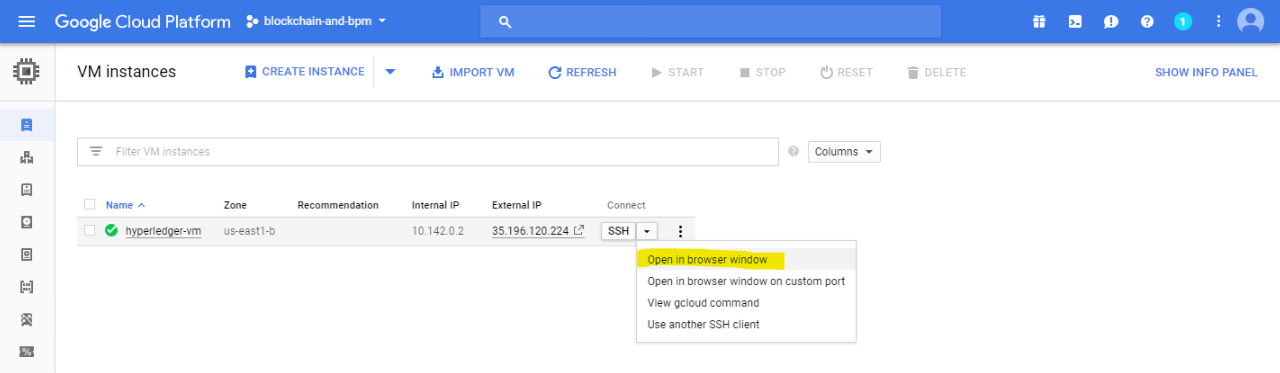 Google Cloud Platform blockchain-and-bpm 1
VM instances CREATE INSTANCE IMPORT VM REFRESH START STOP RESET DELETE SHOW INFO PANEL
Filter VM instances Columns
Name Zone Recommendation Internal IP External IP Connect
hyperledger-vm us-east1-b 10.142.0.2 35.196.120.224 SSH
Open in browser window
Open in browser window on custom port
View gcloud command
Use another SSH client